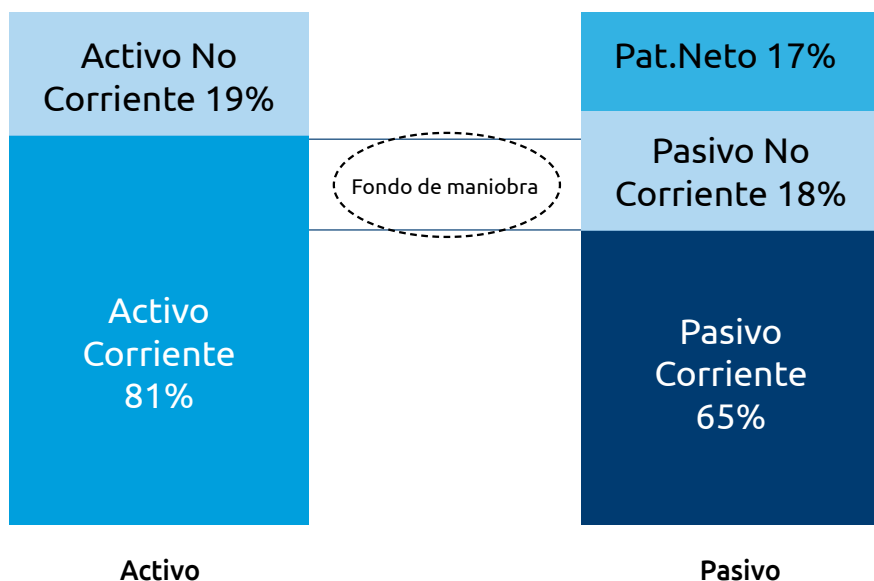 Activo No
Corriente 19%
Activo
Corriente
81%
Fondo de maniobra
Pat.Neto 17%
Pasivo No
Corriente 18%
Pasivo
Corriente
65%
Activo
Pasivo